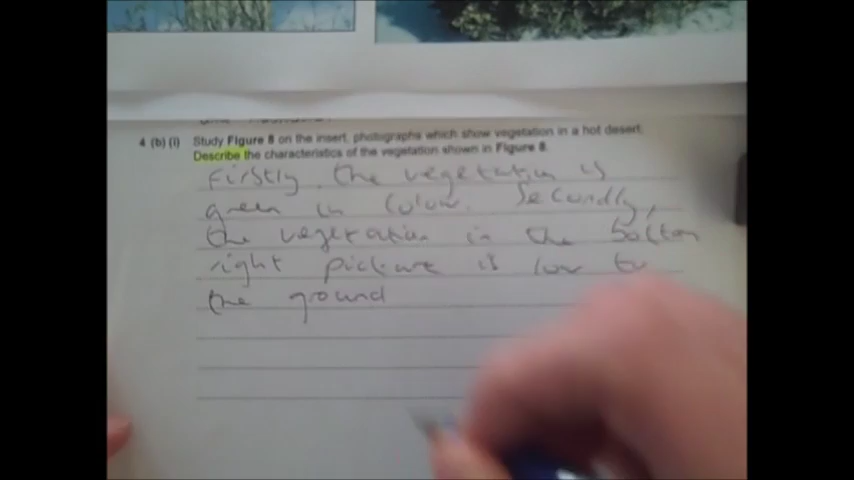 4 (b) (i) Study Figure 8 on the insert, photographs which show vegetation in a hot desert.
Describe the characteristics of the vegetation shown in Figure 8.
Firstly, the vegetation is
green in colour. Secondly,
the vegetation in the bottom
right picture is low to
the ground